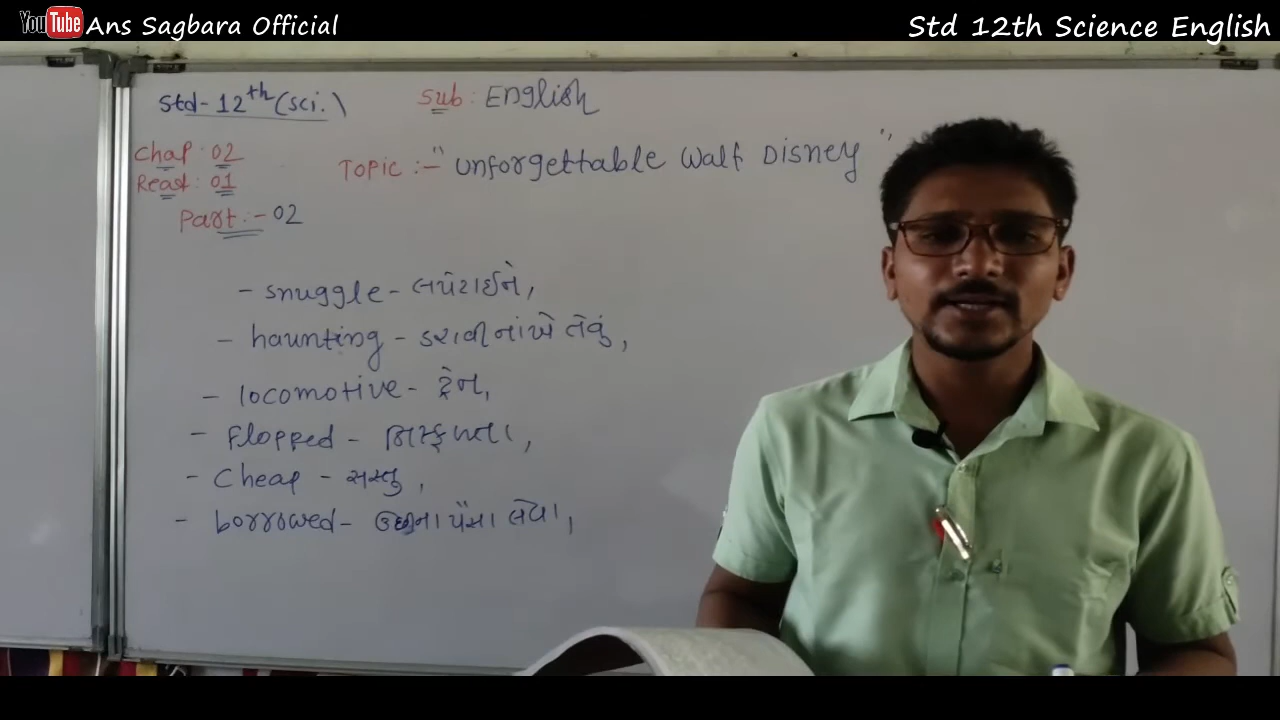 YouTube Ans Sagbara Official
Std 12th Science English
Std- 12th (Sci.)
Sub: English
Chap: 02
Topic :- "Unforgettable Walt Disney"
Read: 01
Part:- 02
- snuggle - લપેટાઈને,
- haunting - ડરાવી નાંખે તેવું,
- locomotive - ટ્રેન,
- Flopped - નિષ્ફળતા,
- Cheap - સસ્તુ,
- borrowed - ઉછીના પૈસા લેવા,